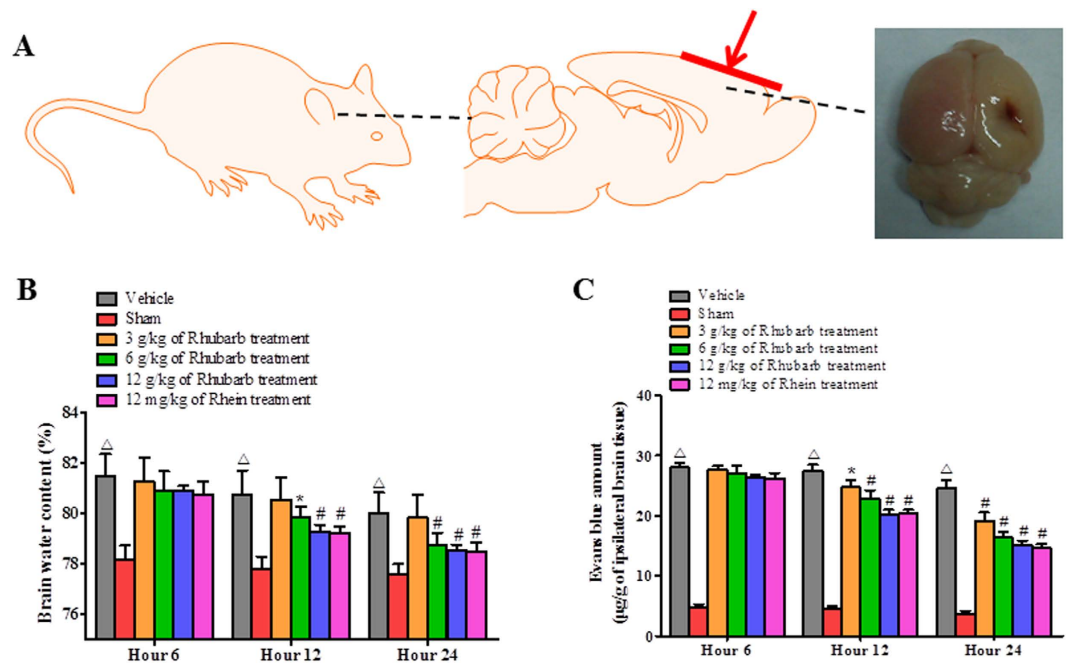 A
B
Vehicle
Sham
3 g/kg of Rhubarb treatment
6 g/kg of Rhubarb treatment
12 g/kg of Rhubarb treatment
12 mg/kg of Rhein treatment
Brain water content (%)
84
82
80
78
76
△
△
*
#
#
△
#
#
#
Hour 6
Hour 12
Hour 24
C
Vehicle
Sham
3 g/kg of Rhubarb treatment
6 g/kg of Rhubarb treatment
12 g/kg of Rhubarb treatment
12 mg/kg of Rhein treatment
Evans blue amount
(μg/g of ipsilateral brain tissue)
40
30
20
10
0
△
△
*
#
#
#
△
#
#
#
#
Hour 6
Hour 12
Hour 24